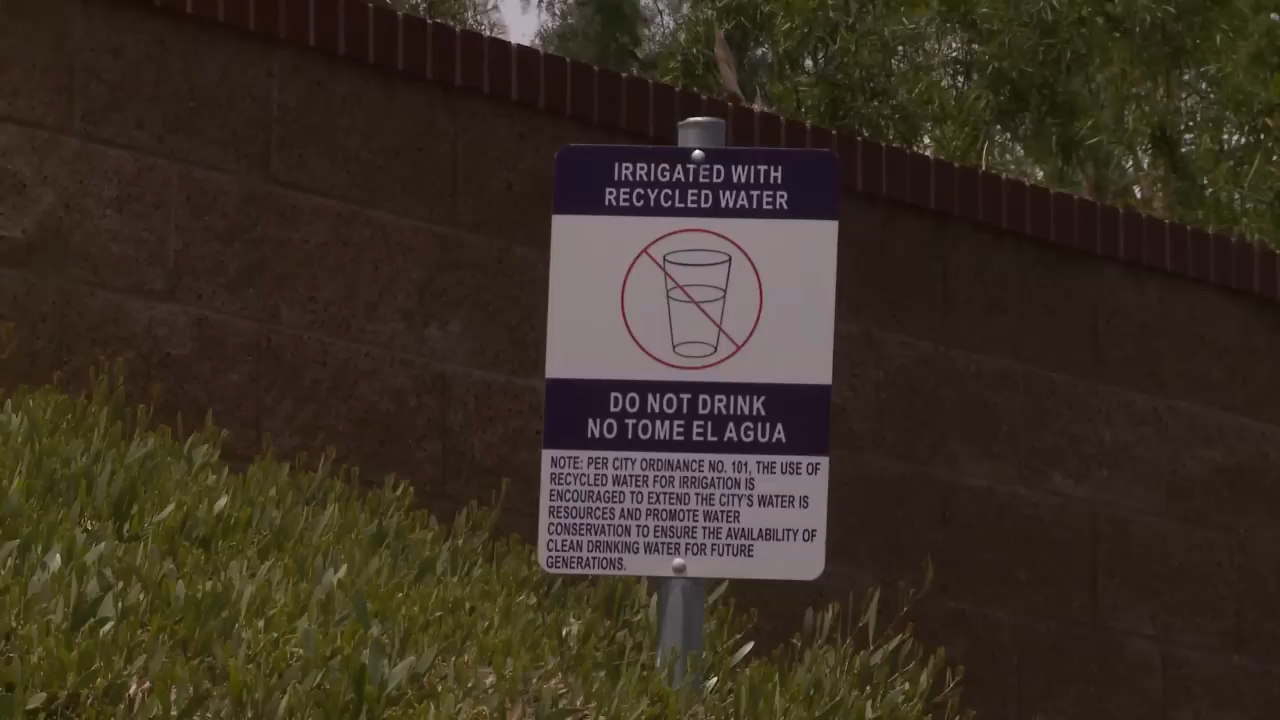 IRRIGATED WITH
RECYCLED WATER
DO NOT DRINK
NO TOME EL AGUA
NOTE: PER CITY ORDINANCE NO. 101, THE USE OF
RECYCLED WATER FOR IRRIGATION IS
ENCOURAGED TO EXTEND THE CITY'S WATER IS
RESOURCES AND PROMOTE WATER
CONSERVATION TO ENSURE THE AVAILABILITY OF
CLEAN DRINKING WATER FOR FUTURE
GENERATIONS.